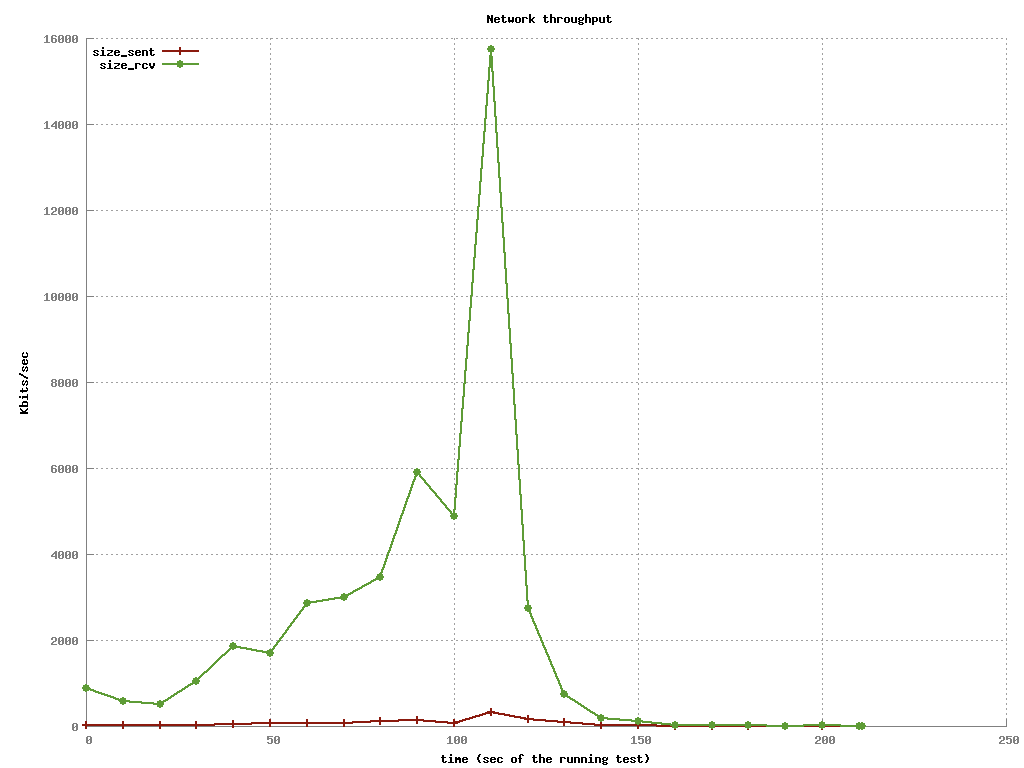 Network throughput
size_sent
size_rcv
16000
14000
12000
10000
8000
6000
4000
2000
0
Kbits/sec
0 50 100 150 200 250
time (sec of the running test)